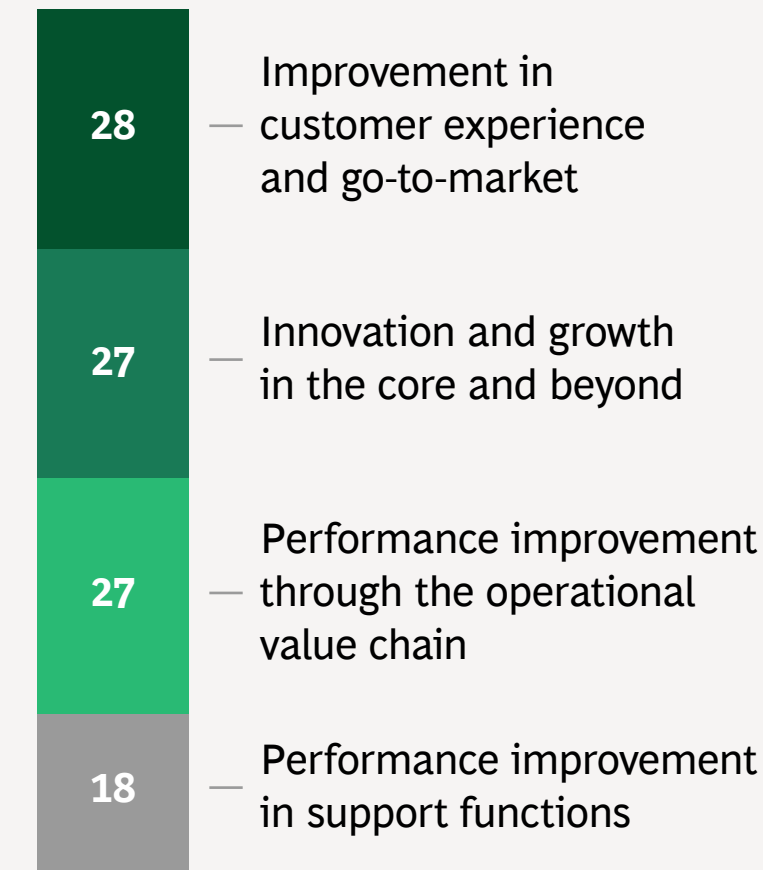 28
Improvement in
customer experience
and go-to-market
27
Innovation and growth
in the core and beyond
27
Performance improvement
through the operational
value chain
18
Performance improvement
in support functions